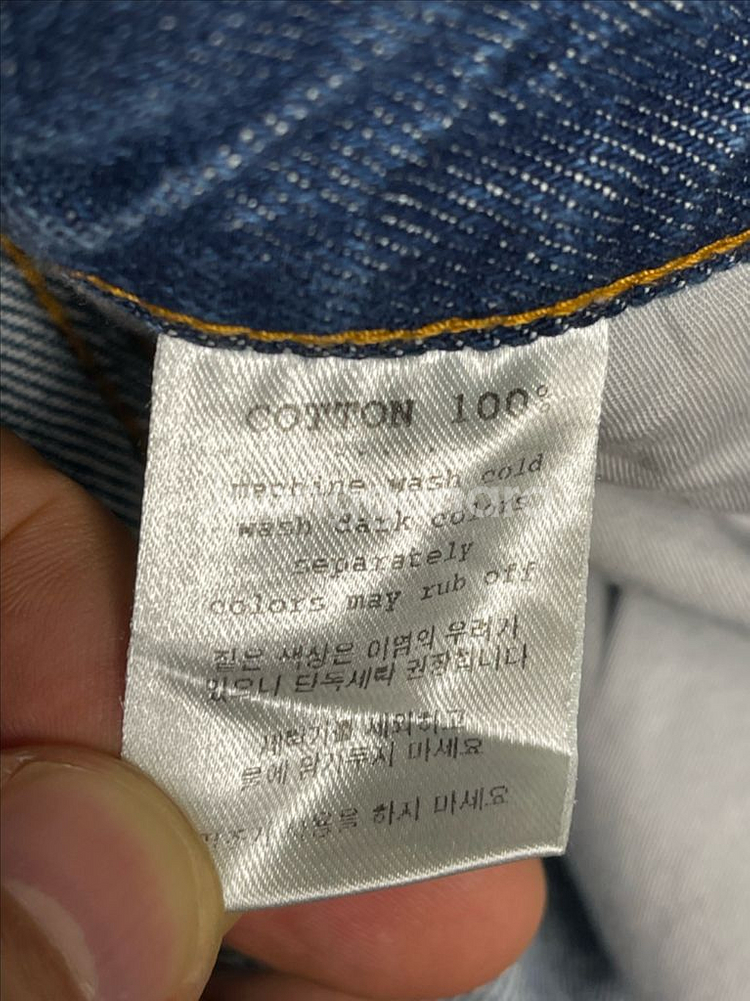 COTTON 100%
machine wash cold
wash dark colors
separately
colors may rub off
짙은 색상은 이염의 우려가
있으니 단독세탁 권장합니다
세탁기를 제외하고
물에 담가두시 마세요
사용을 하지 마세요